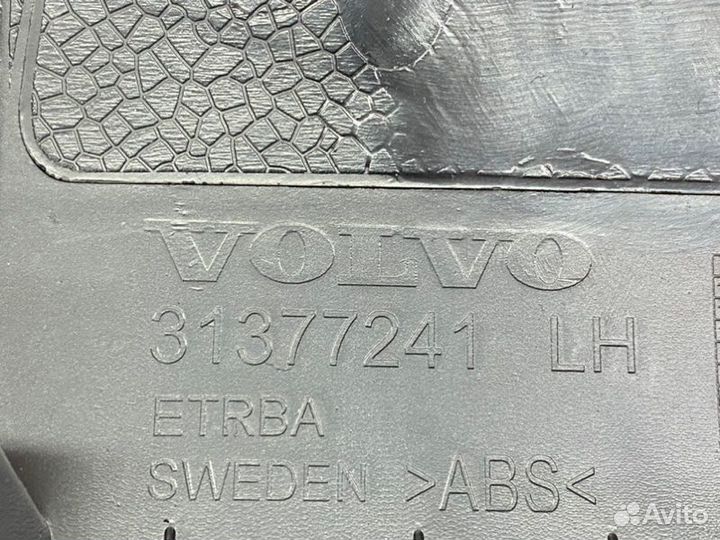 VOLVO
31377241 LH
ETRBA
SWEDEN >ABS<
Avito